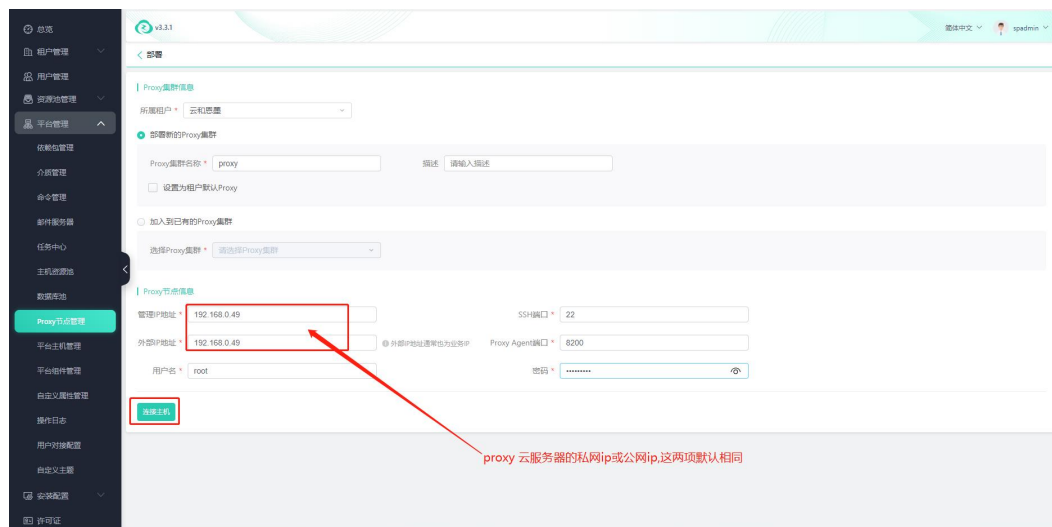 总览
租户管理
用户管理
资源池管理
平台管理
依赖包管理
介质管理
命令管理
邮件服务器
任务中心
主机资源池
数据库池
Proxy节点管理
平台主机管理
平台组件管理
自定义属性管理
操作日志
用户对接配置
自定义主题
安装配置
许可证
v3.3.1
简体中文
spadmin
部署
Proxy集群信息
所属租户 * 云和恩墨
部署新的Proxy集群
Proxy集群名称 * proxy
描述 请输入描述
设置为租户默认Proxy
加入到已有的Proxy集群
选择Proxy集群 * 请选择Proxy集群
Proxy节点信息
管理IP地址 * 192.168.0.49
SSH端口 * 22
外部IP地址 * 192.168.0.49
外部IP地址通常也为业务IP
Proxy Agent端口 * 8200
用户名 * root
密码 * •••••••••
连接主机
proxy 云服务器的私网ip或公网ip,这两项默认相同